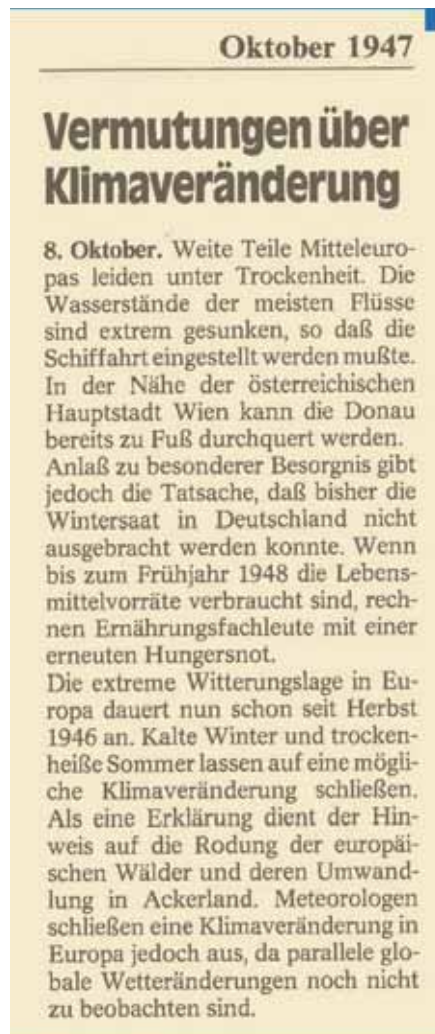 Oktober 1947
Vermutungen über
Klimaveränderung
8. Oktober. Weite Teile Mitteleuro-
pas leiden unter Trockenheit. Die
Wasserstände der meisten Flüsse
sind extrem gesunken, so daß die
Schiffahrt eingestellt werden mußte.
In der Nähe der österreichischen
Hauptstadt Wien kann die Donau
bereits zu Fuß durchquert werden.
Anlaß zu besonderer Besorgnis gibt
jedoch die Tatsache, daß bisher die
Wintersaat in Deutschland nicht
ausgebracht werden konnte. Wenn
bis zum Frühjahr 1948 die Lebens-
mittelvorräte verbraucht sind, rech-
nen Ernährungsfachleute mit einer
erneuten Hungersnot.
Die extreme Witterungslage in Eu-
ropa dauert nun schon seit Herbst
1946 an. Kalte Winter und trocken-
heiße Sommer lassen auf eine mögli-
che Klimaveränderung schließen.
Als eine Erklärung dient der Hin-
weis auf die Rodung der europäi-
schen Wälder und deren Umwand-
lung in Ackerland. Meteorologen
schließen eine Klimaveränderung in
Europa jedoch aus, da parallele glo-
bale Wetteränderungen noch nicht
zu beobachten sind.